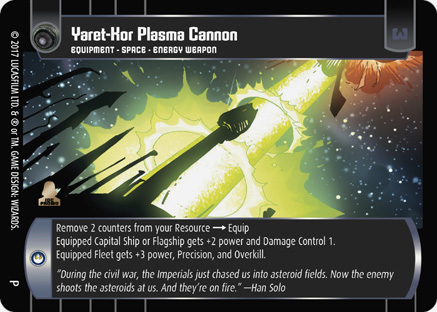 Yaret-Kor Plasma Cannon
EQUIPMENT • SPACE • ENERGY WEAPON
© 2017 LUCASFILM LTD. & ® or TM. GAME DESIGN: WIZARDS.
IDC PROMO
P
Remove 2 counters from your Resource → Equip
Equipped Capital Ship or Flagship gets +2 power and Damage Control 1.
Equipped Fleet gets +3 power, Precision, and Overkill.
"During the civil war, the Imperials just chased us into asteroid fields. Now the enemy
shoots the asteroids at us. And they're on fire." —Han Solo